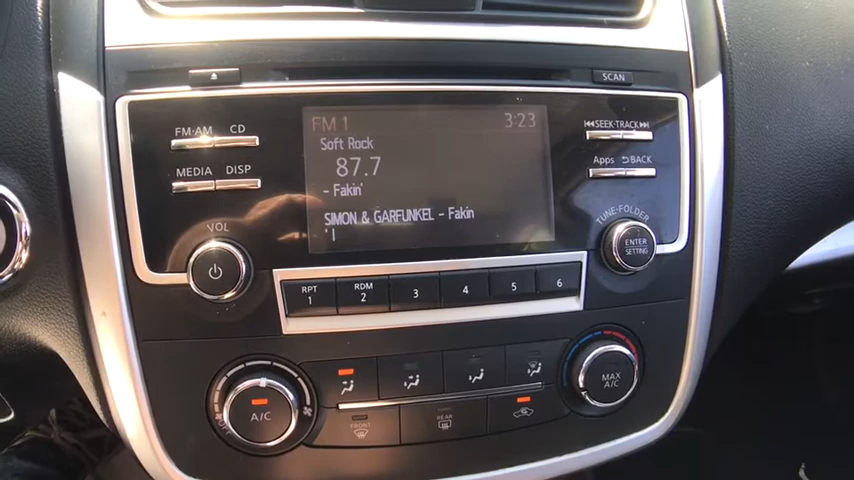 SCAN
FM·AM CD
MEDIA DISP
VOL
FM 1 3:23
Soft Rock
87.7
- Fakin'
SIMON & GARFUNKEL - Fakin
' I
SEEK·TRACK
Apps BACK
TUNE·FOLDER
ENTER
SETTING
RPT
1
RDM
2
3
4
5
6
A/C
FRONT
REAR
MAX
A/C